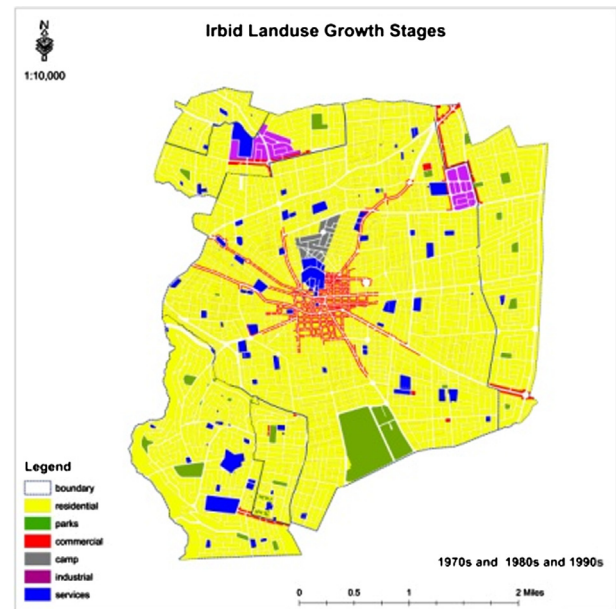 Irbid Landuse Growth Stages
N
1:10,000
Legend
boundary
residential
parks
commercial
camp
industrial
services
1970s and 1980s and 1990s
0 0.5 1 2 Miles